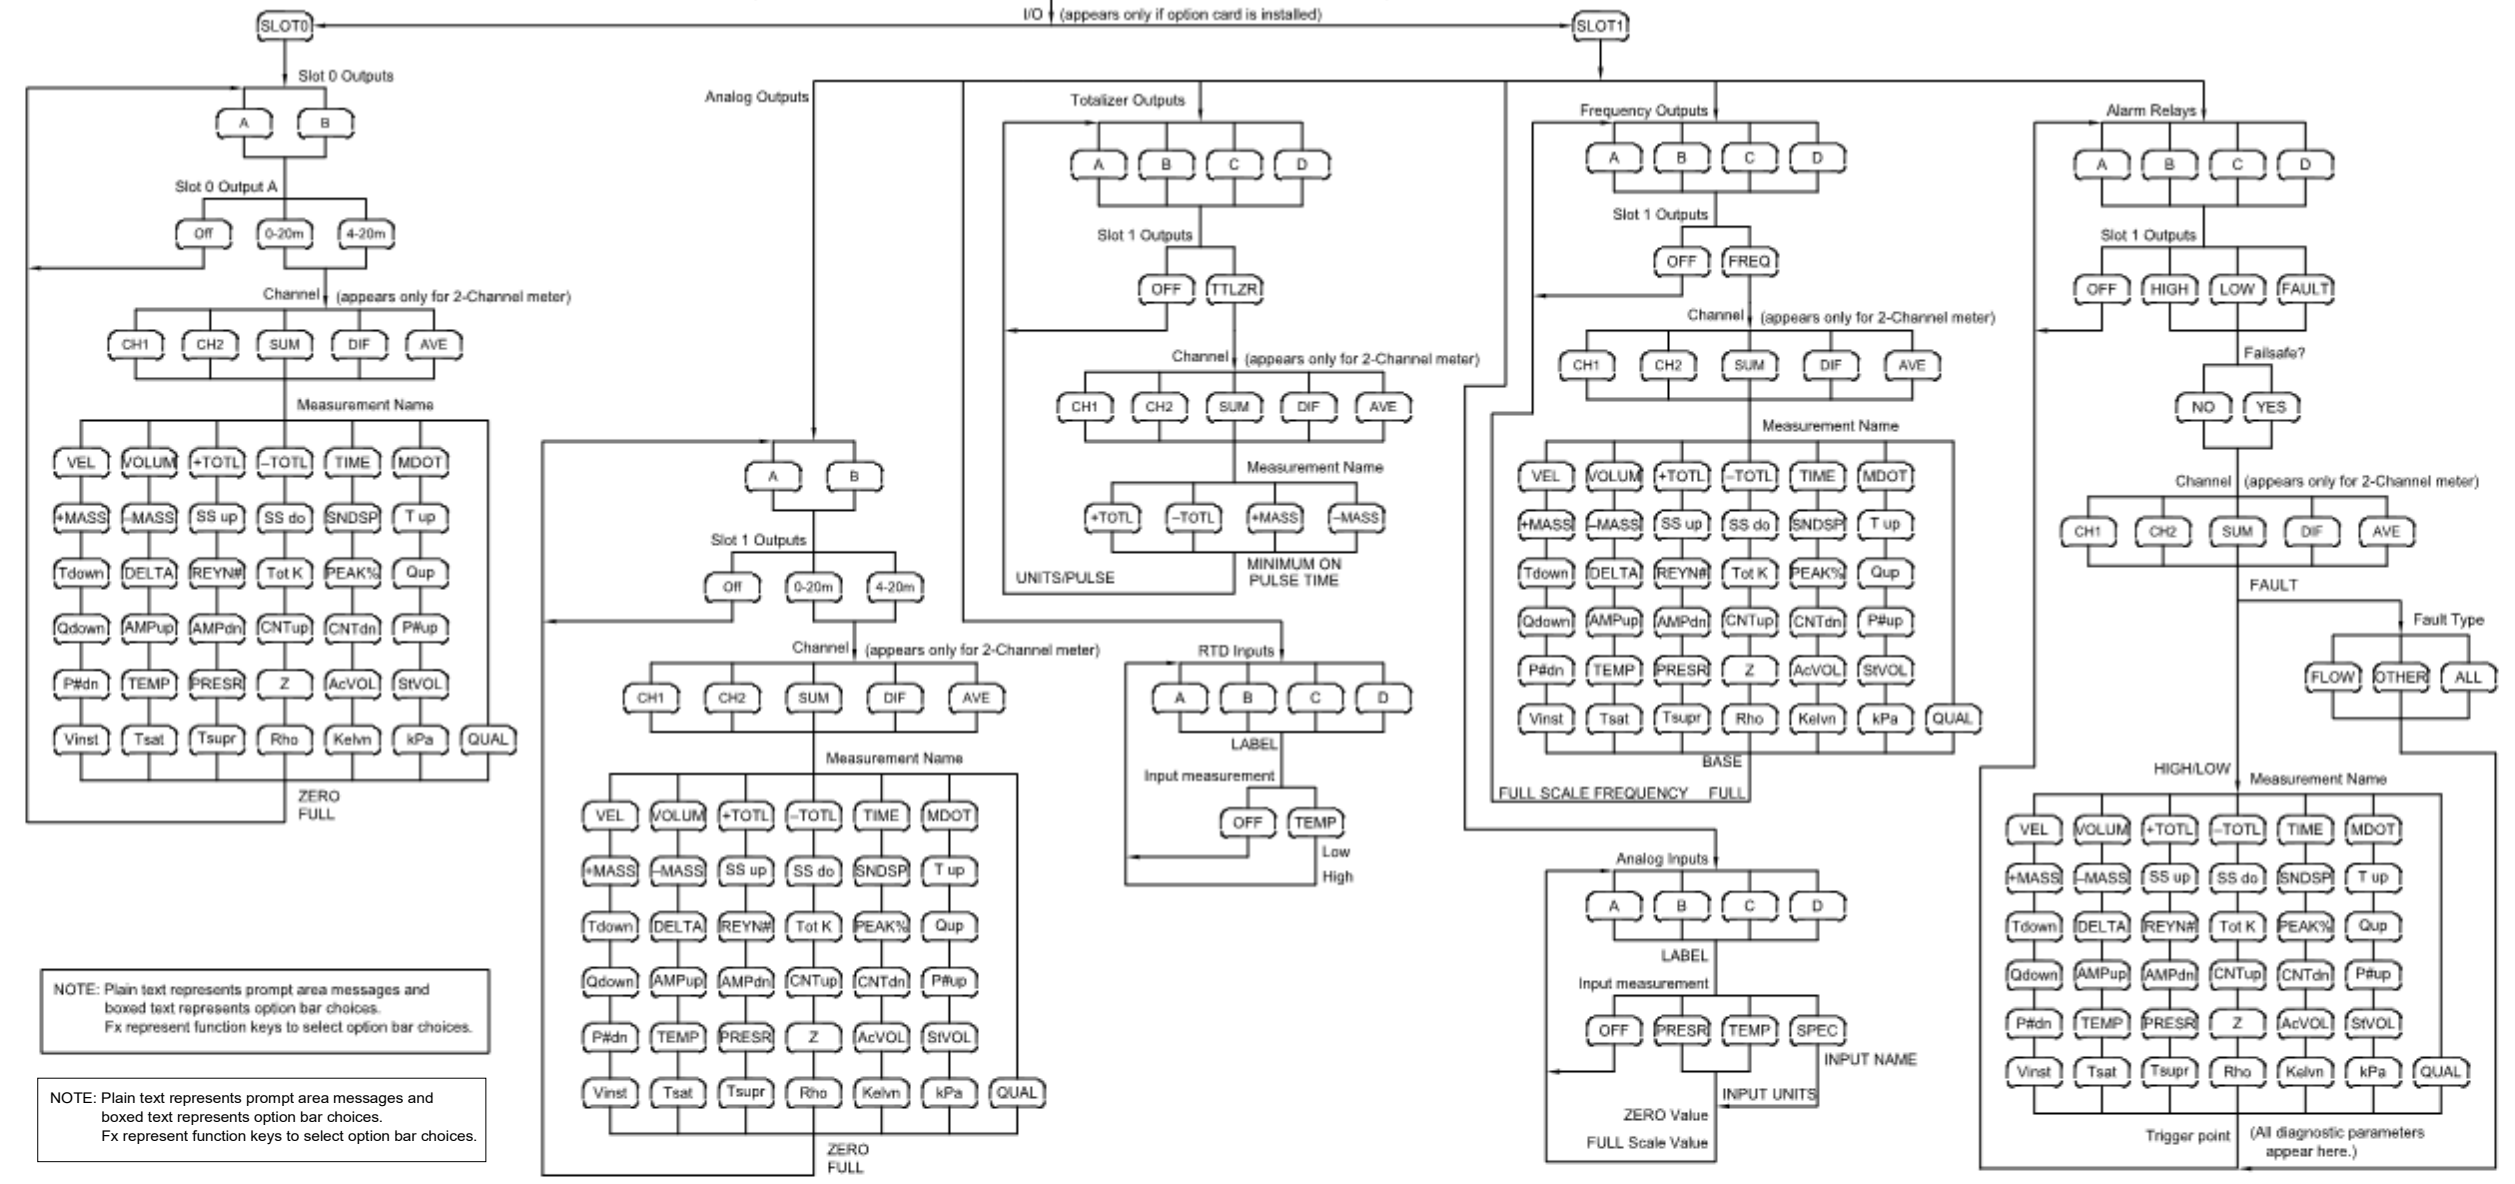 I/O (appears only if option card is installed)
SLOT0
SLOT1
Slot 0 Outputs
A B
Slot 0 Output A
Off 0-20m 4-20m
Channel (appears only for 2-Channel meter)
CH1 CH2 SUM DIF AVE
Measurement Name
VEL VOLUM +TOTL –TOTL TIME MDOT
+MASS –MASS SS up SS do SNDSP T up
Tdown DELTA REYN# Tot K PEAK% Qup
Qdown AMPup AMPdn CNTup CNTdn P#up
P#dn TEMP PRESR Z AcVOL StVOL
Vinst Tsat Tsupr Rho Kelvn kPa QUAL
ZERO
FULL
Analog Outputs
A B
Slot 1 Outputs
Off 0-20m 4-20m
Channel (appears only for 2-Channel meter)
CH1 CH2 SUM DIF AVE
Measurement Name
VEL VOLUM +TOTL –TOTL TIME MDOT
+MASS –MASS SS up SS do SNDSP T up
Tdown DELTA REYN# Tot K PEAK% Qup
Qdown AMPup AMPdn CNTup CNTdn P#up
P#dn TEMP PRESR Z AcVOL StVOL
Vinst Tsat Tsupr Rho Kelvn kPa QUAL
ZERO
FULL
Totalizer Outputs
A B C D
Slot 1 Outputs
OFF TTLZR
Channel (appears only for 2-Channel meter)
CH1 CH2 SUM DIF AVE
Measurement Name
+TOTL –TOTL +MASS –MASS
UNITS/PULSE
MINIMUM ON
PULSE TIME
RTD Inputs
A B C D
LABEL
Input measurement
OFF TEMP
Low
High
Frequency Outputs
A B C D
Slot 1 Outputs
OFF FREQ
Channel (appears only for 2-Channel meter)
CH1 CH2 SUM DIF AVE
Measurement Name
VEL VOLUM +TOTL –TOTL TIME MDOT
+MASS –MASS SS up SS do SNDSP T up
Tdown DELTA REYN# Tot K PEAK% Qup
Qdown AMPup AMPdn CNTup CNTdn P#up
P#dn TEMP PRESR Z AcVOL StVOL
Vinst Tsat Tsupr Rho Kelvn kPa QUAL
BASE
FULL SCALE FREQUENCY FULL
Analog Inputs
A B C D
LABEL
Input measurement
OFF PRESR TEMP SPEC
INPUT NAME
INPUT UNITS
ZERO Value
FULL Scale Value
Alarm Relays
A B C D
Slot 1 Outputs
OFF HIGH LOW FAULT
Failsafe?
NO YES
Channel (appears only for 2-Channel meter)
CH1 CH2 SUM DIF AVE
FAULT
Fault Type
FLOW OTHER ALL
HIGH/LOW
Measurement Name
VEL VOLUM +TOTL –TOTL TIME MDOT
+MASS –MASS SS up SS do SNDSP T up
Tdown DELTA REYN# Tot K PEAK% Qup
Qdown AMPup AMPdn CNTup CNTdn P#up
P#dn TEMP PRESR Z AcVOL StVOL
Vinst Tsat Tsupr Rho Kelvn kPa QUAL
Trigger point (All diagnostic parameters
appear here.)
NOTE: Plain text represents prompt area messages and
boxed text represents option bar choices.
Fx represent function keys to select option bar choices.
NOTE: Plain text represents prompt area messages and
boxed text represents option bar choices.
Fx represent function keys to select option bar choices.